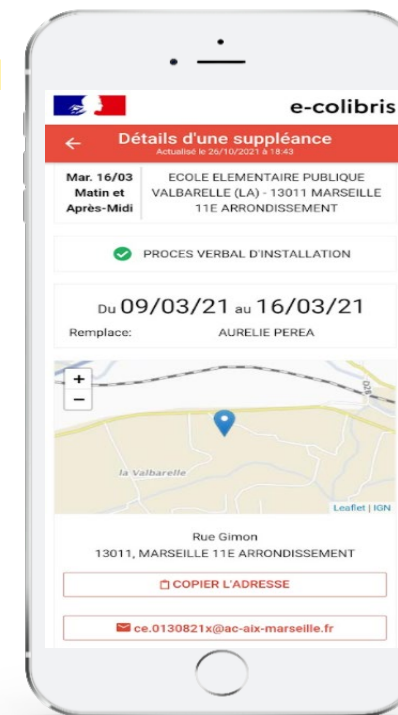 e-colibris
← Détails d'une suppléance
Actualisé le 26/10/2021 à 18:43
Mar. 16/03
Matin et
Après-Midi
ECOLE ELEMENTAIRE PUBLIQUE
VALBARELLE (LA) - 13011 MARSEILLE
11E ARRONDISSEMENT
PROCES VERBAL D'INSTALLATION
Du 09/03/21 au 16/03/21
Remplace: AURELIE PEREA
+
−
la Valbarelle
Leaflet | IGN
Rue Gimon
13011, MARSEILLE 11E ARRONDISSEMENT
COPIER L'ADRESSE
ce.0130821x@ac-aix-marseille.fr